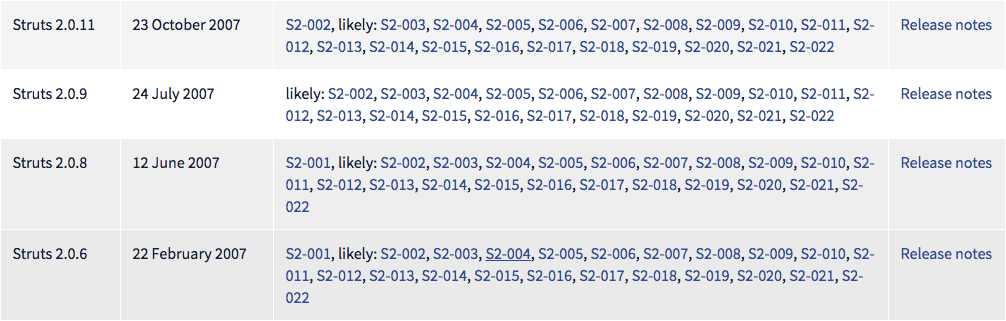 Struts 2.0.11 23 October 2007 S2-002, likely: S2-003, S2-004, S2-005, S2-006, S2-007, S2-008, S2-009, S2-010, S2-011, S2- Release notes
012, S2-013, S2-014, S2-015, S2-016, S2-017, S2-018, S2-019, S2-020, S2-021, S2-022
Struts 2.0.9 24 July 2007 likely: S2-002, S2-003, S2-004, S2-005, S2-006, S2-007, S2-008, S2-009, S2-010, S2-011, S2- Release notes
012, S2-013, S2-014, S2-015, S2-016, S2-017, S2-018, S2-019, S2-020, S2-021, S2-022
Struts 2.0.8 12 June 2007 S2-001, likely: S2-002, S2-003, S2-004, S2-005, S2-006, S2-007, S2-008, S2-009, S2-010, S2- Release notes
011, S2-012, S2-013, S2-014, S2-015, S2-016, S2-017, S2-018, S2-019, S2-020, S2-021, S2-
022
Struts 2.0.6 22 February 2007 S2-001, likely: S2-002, S2-003, S2-004, S2-005, S2-006, S2-007, S2-008, S2-009, S2-010, S2- Release notes
011, S2-012, S2-013, S2-014, S2-015, S2-016, S2-017, S2-018, S2-019, S2-020, S2-021, S2-
022